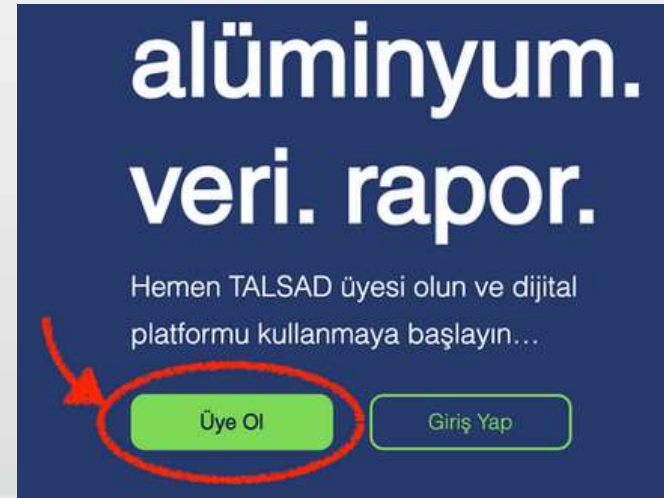 alüminyum.
veri. rapor.
Hemen TALSAD üyesi olun ve dijital
platformu kullanmaya başlayın...
Üye Ol
Giriş Yap